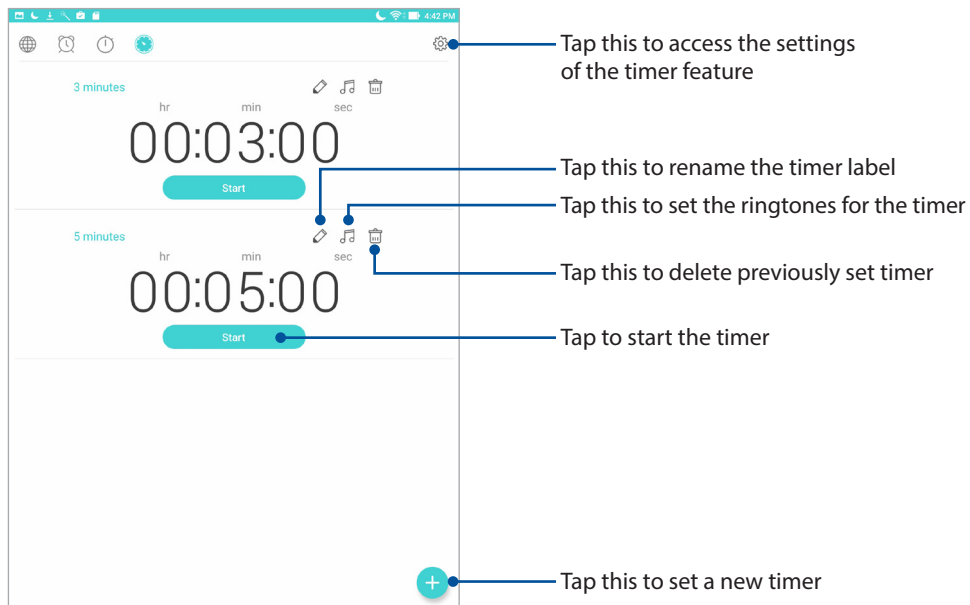 4:42 PM
Tap this to access the settings
of the timer feature
3 minutes
hr min sec
00:03:00
Start
Tap this to rename the timer label
Tap this to set the ringtones for the timer
5 minutes
hr min sec
00:05:00
Tap this to delete previously set timer
Start
Tap to start the timer
Tap this to set a new timer